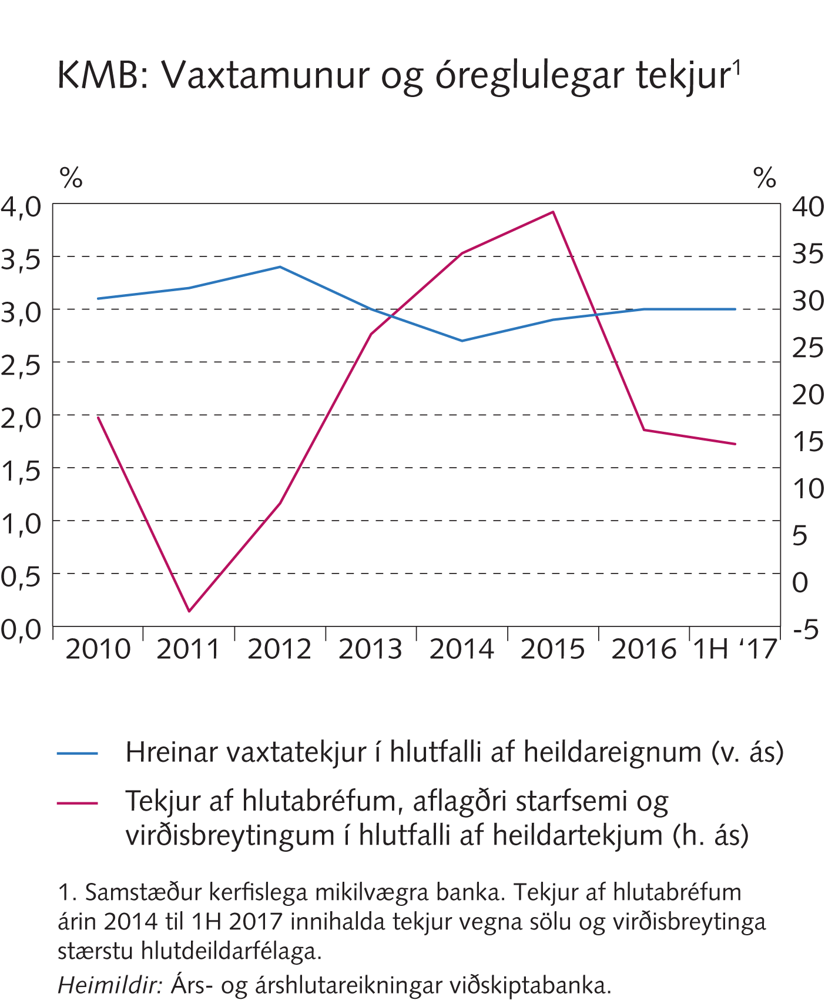 KMB: Vaxtamunur og óreglulegar tekjur¹
% %
4,0 40
3,5 35
3,0 30
2,5 25
2,0 20
1,5 15
1,0 10
0,5 5
0,0 0
-5
2010 2011 2012 2013 2014 2015 2016 1H ‘17
Hreinar vaxtatekjur í hlutfalli af heildareignum (v. ás)
Tekjur af hlutabréfum, aflagðri starfsemi og
virðisbreytingum í hlutfalli af heildartekjum (h. ás)
1. Samstæður kerfislega mikilvægra banka. Tekjur af hlutabréfum
árin 2014 til 1H 2017 innihalda tekjur vegna sölu og virðisbreytinga
stærstu hlutdeildarfélaga.
Heimildir: Árs- og árshlutareikningar viðskiptabanka.